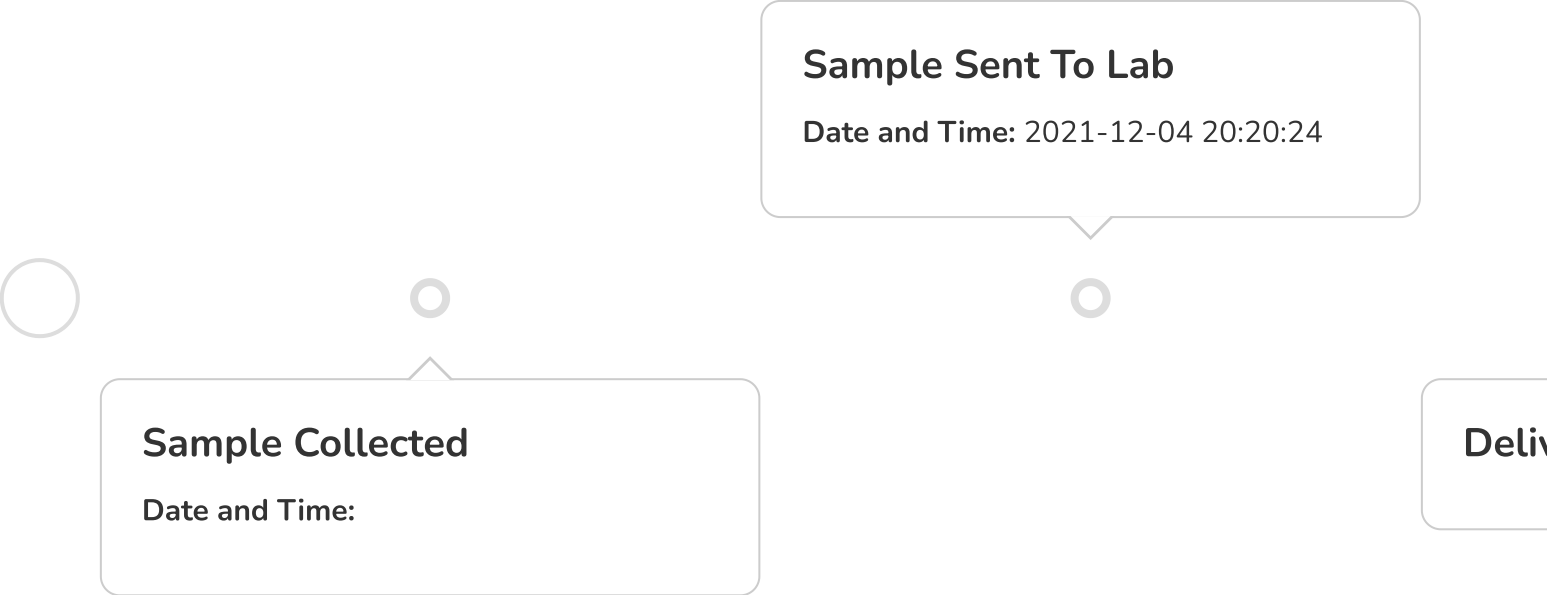 Sample Sent To Lab
Date and Time: 2021-12-04 20:20:24
Sample Collected
Date and Time: